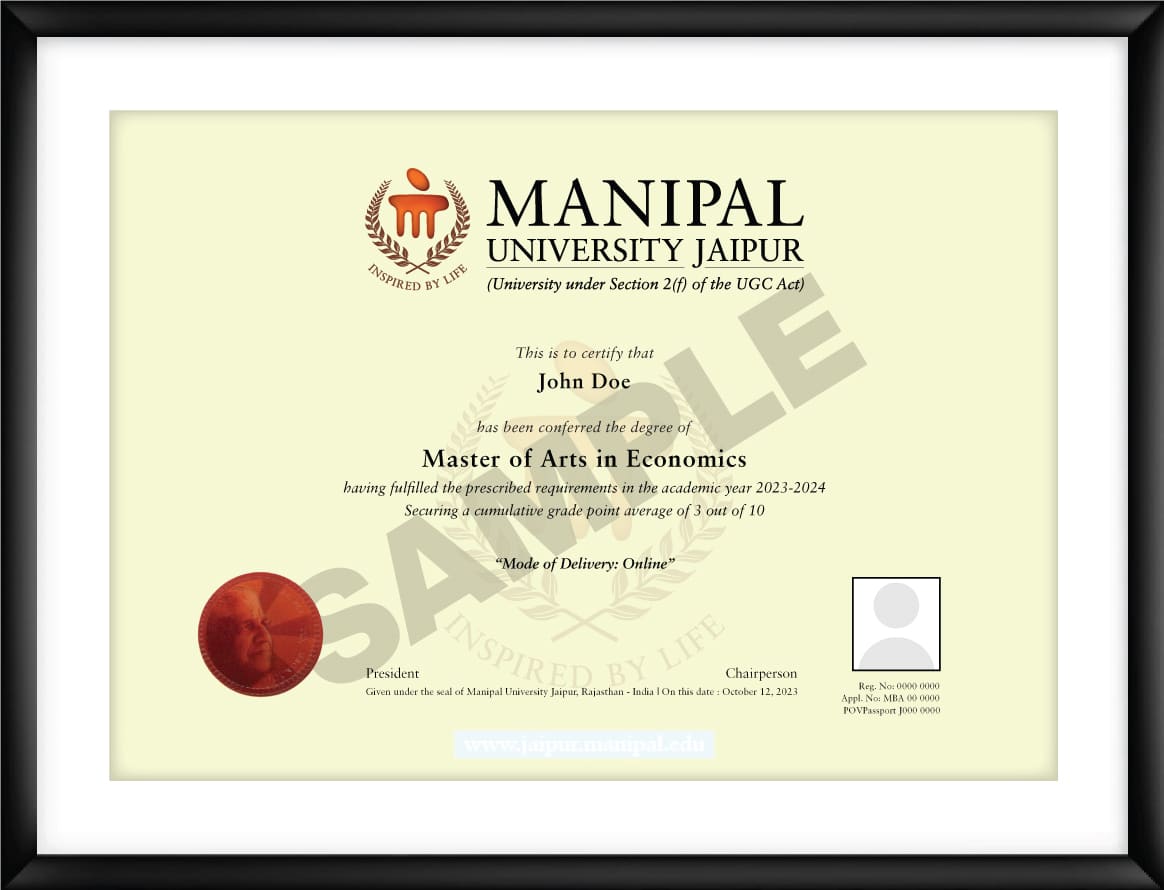 MANIPAL
UNIVERSITY JAIPUR
(University under Section 2(f) of the UGC Act)
INSPIRED BY LIFE
This is to certify that
John Doe
has been conferred the degree of
Master of Arts in Economics
having fulfilled the prescribed requirements in the academic year 2023-2024
Securing a cumulative grade point average of 3 out of 10
“Mode of Delivery: Online”
SAMPLE
INSPIRED BY LIFE
President
Chairperson
Given under the seal of Manipal University Jaipur, Rajasthan - India | On this date : October 12, 2023
Reg. No: 0000 0000
Appl. No: MBA 00 0000
POVPassport J000 0000
www.jaipur.manipal.edu